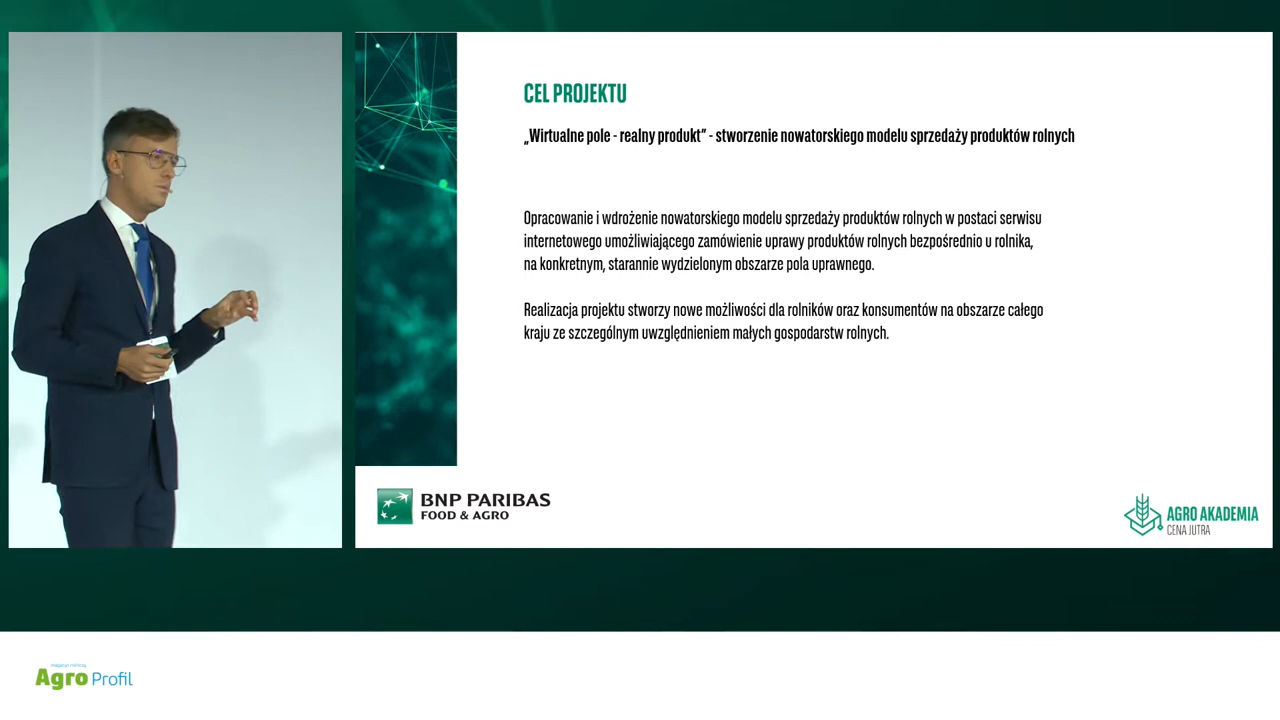 CEL PROJEKTU
„Wirtualne pole - realny produkt” - stworzenie nowatorskiego modelu sprzedaży produktów rolnych
Opracowanie i wdrożenie nowatorskiego modelu sprzedaży produktów rolnych w postaci serwisu
internetowego umożliwiającego zamówienie uprawy produktów rolnych bezpośrednio u rolnika,
na konkretnym, starannie wydzielonym obszarze pola uprawnego.
Realizacja projektu stworzy nowe możliwości dla rolników oraz konsumentów na obszarze całego
kraju ze szczególnym uwzględnieniem małych gospodarstw rolnych.
BNP PARIBAS
FOOD & AGRO
AGRO AKADEMIA
CENA JUTRA
magazyn rolniczy
Agro Profil